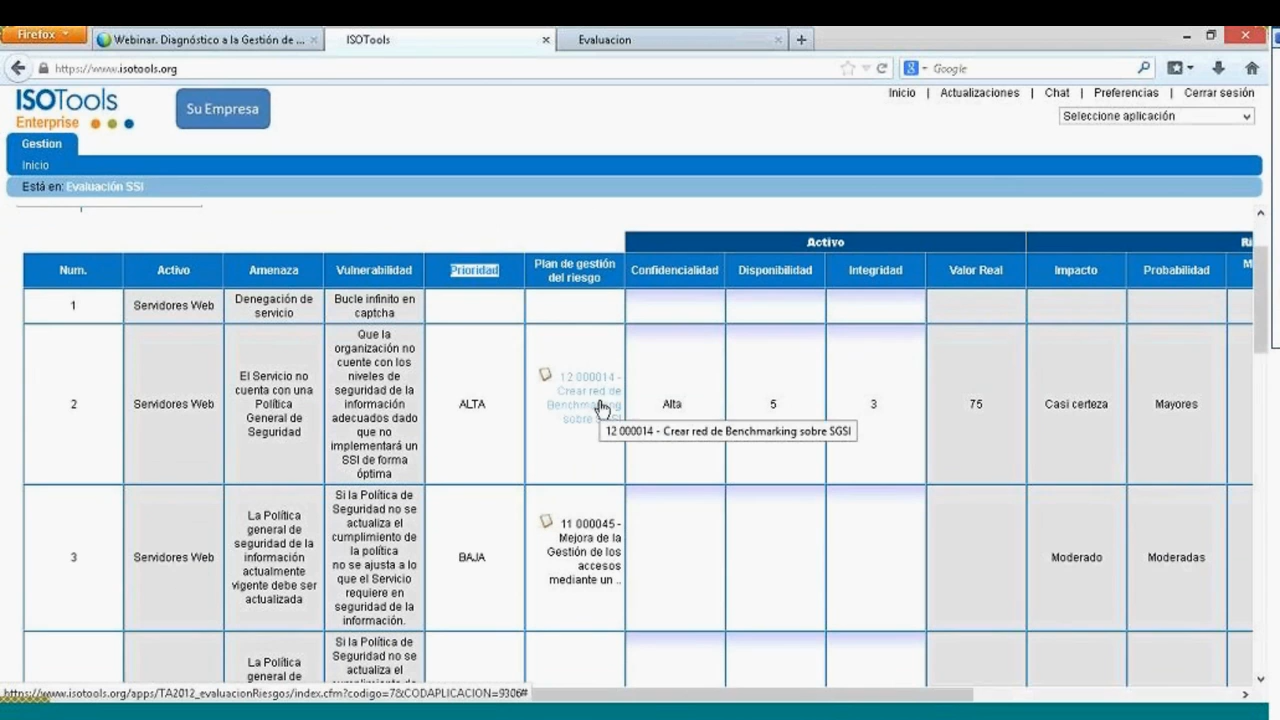 Firefox
Webinar. Diagnóstico a la Gestión de ...
ISOTools
Evaluacion
https://www.isotools.org
Google
ISOTools
Enterprise
Su Empresa
Inicio | Actualizaciones | Chat | Preferencias | Cerrar sesión
Seleccione aplicación
Gestion
Inicio
Está en: Evaluación SSI
Activo
Ri
Num.
Activo
Amenaza
Vulnerabilidad
Prioridad
Plan de gestión
del riesgo
Confidencialidad
Disponibilidad
Integridad
Valor Real
Impacto
Probabilidad
M
1
Servidores Web
Denegación de
servicio
Bucle infinito en
captcha
2
Servidores Web
El Servicio no
cuenta con una
Política
General de
Seguridad
Que la
organización no
cuente con los
niveles de
seguridad de la
información
adecuados dado
que no
implementará un
SSI de forma
óptima
ALTA
12 000014 -
Crear red de
Benchmarking
sobre SGSI
12 000014 - Crear red de Benchmarking sobre SGSI
Alta
5
3
75
Casi certeza
Mayores
3
Servidores Web
La Política
general de
seguridad de la
información
actualmente
vigente debe ser
actualizada
Si la Política de
Seguridad no se
actualiza el
cumplimiento de
la política
no se ajusta a lo
que el Servicio
requiere en
seguridad de la
información.
BAJA
11 000045 -
Mejora de la
Gestión de los
accesos
mediante un ..
Moderado
Moderadas
La Política
general de
Si la Política de
Seguridad no se
actualiza el
cumplimiento de
https://www.isotools.org/apps/TA2012_evaluacionRiesgos/index.cfm?codigo=7&CODAPLICACION=9306#